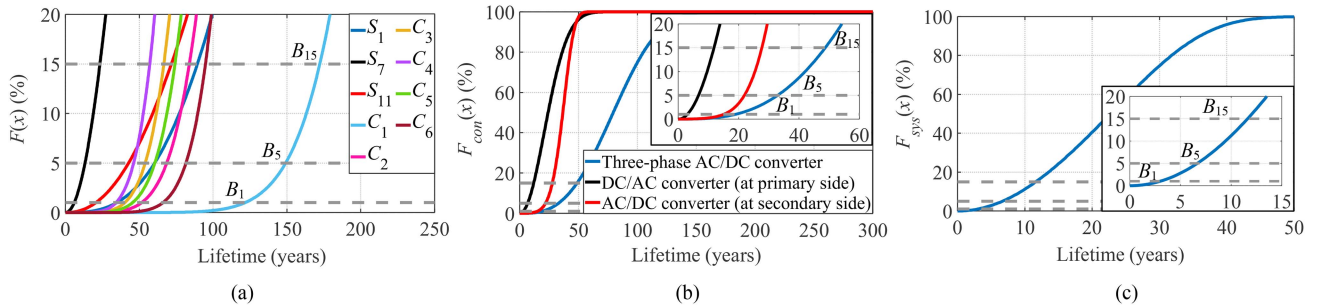 F(x) (%)
20
15
10
5
0
0 50 100 150 200 250
Lifetime (years)
B15
B5
B1
S1 C3
S7 C4
S11 C5
C1 C6
C2
(a)
Fcon(x) (%)
100
80
60
40
20
0
0 50 100 150 200 250 300
Lifetime (years)
20
15
10
5
0
0 20 40 60
B15
B5
B1
Three-phase AC/DC converter
DC/AC converter (at primary side)
AC/DC converter (at secondary side)
(b)
Fsys(x) (%)
100
80
60
40
20
0
0 10 20 30 40 50
Lifetime (years)
20
15
10
5
0
0 5 10 15
B15
B5
B1
(c)